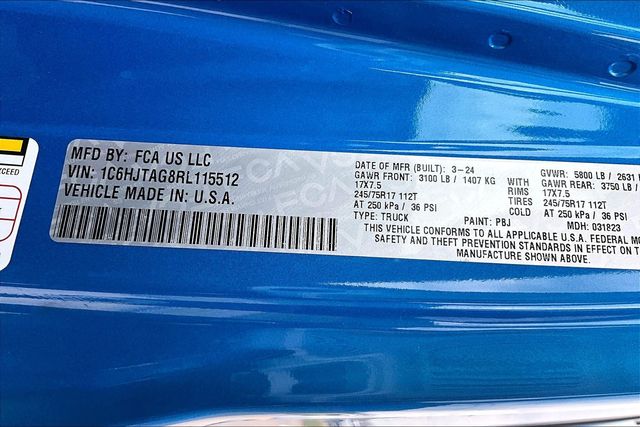 EXCEED
MFD BY: FCA US LLC
VIN: 1C6HJTAG8RL115512
VEHICLE MADE IN U.S.A.
DATE OF MFR (BUILT): 3-24
GAWR FRONT: 3100 LB / 1407 KG
17X7.5
245/75R17 112T
AT 250 kPa / 36 PSI
TYPE: TRUCK
WITH
RIMS
TIRES
COLD
GVWR: 5800 LB / 2631
GAWR REAR: 3750 LB
17X7.5
245/75R17 112T
AT 250 kPa / 36 PSI
PAINT: PBJ
MDH: 031823
THIS VEHICLE CONFORMS TO ALL APPLICABLE U.S.A. FEDERAL
SAFETY AND THEFT PREVENTION STANDARDS IN EFFECT ON
MANUFACTURE SHOWN ABOVE.